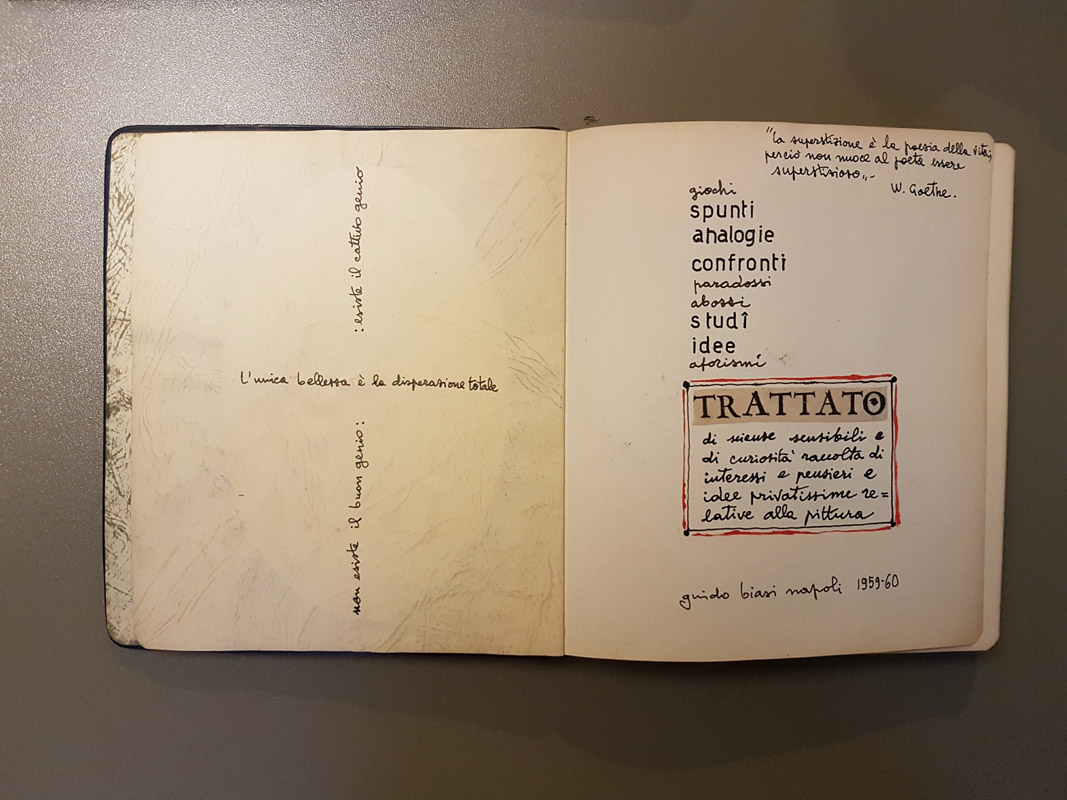 non esiste il buon genio:
: esiste il cattivo genio
L'unica bellezza è la disperazione totale
"la superstizione è la poesia della vita;
perciò non nuoce al poeta essere
superstizioso„-
W. Goethe.
giochi
spunti
analogie
confronti
paradossi
abossi
studî
idee
aforismi
TRATTATO
di scienze sensibili e
di curiosità raccolta di
interessi e pensieri e
idee privatissime re=
lative alla pittura
guido biasi napoli 1959-60